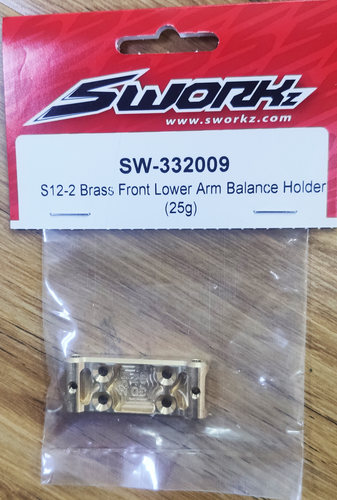 SWORKz
www.sworkz.com
SW-332009
S12-2 Brass Front Lower Arm Balance Holder
(25g)